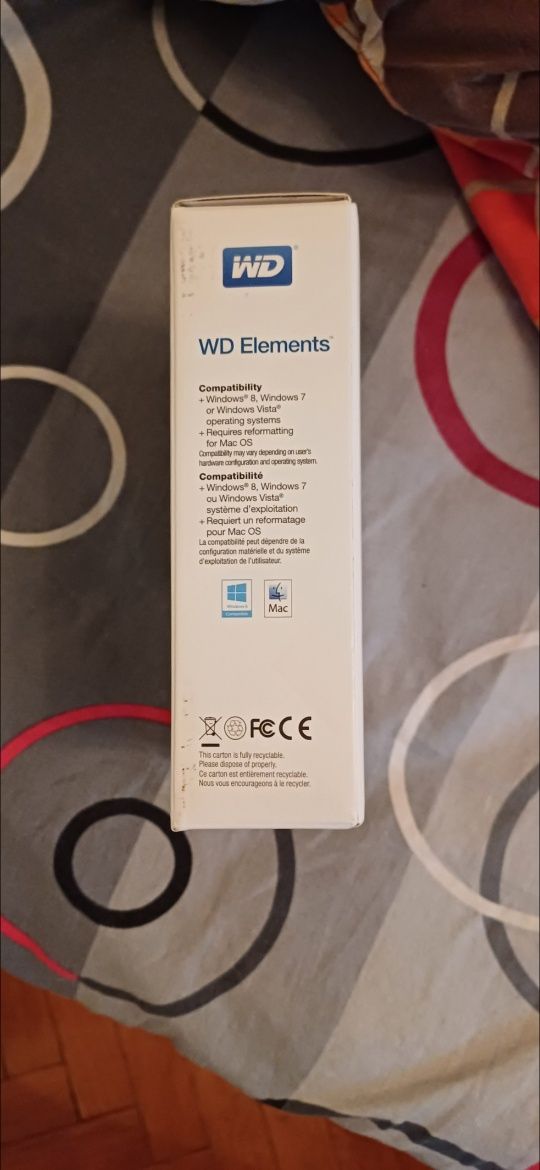 WD®
WD Elements™
Compatibility
+ Windows® 8, Windows 7
or Windows Vista®
operating systems
+ Requires reformatting
for Mac OS
Compatibility may vary depending on user's
hardware configuration and operating system.
Compatibilité
+ Windows® 8, Windows 7
ou Windows Vista®
système d'exploitation
+ Requiert un reformatage
pour Mac OS
La compatibilité peut dépendre de la
configuration matérielle et du système
d'exploitation de l'utilisateur.
Windows 8
Compatible
Mac
FC CE
This carton is fully recyclable.
Please dispose of properly.
Ce carton est entièrement recyclable.
Nous vous encourageons à le recycler.